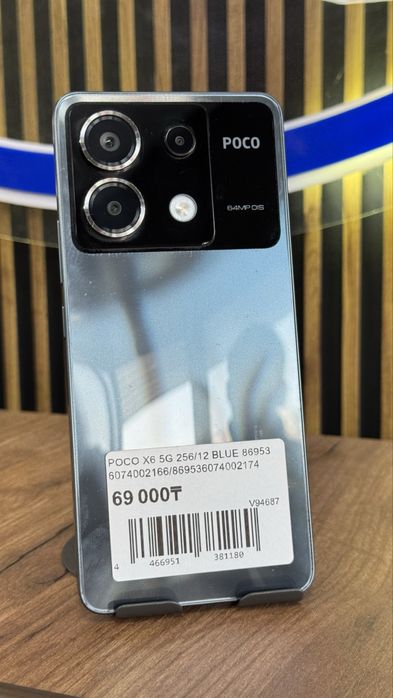 POCO
64MP OIS
POCO X6 5G 256/12 BLUE 86953
6074002166/869536074002174
69 000₸
V94687
4 466951 381180